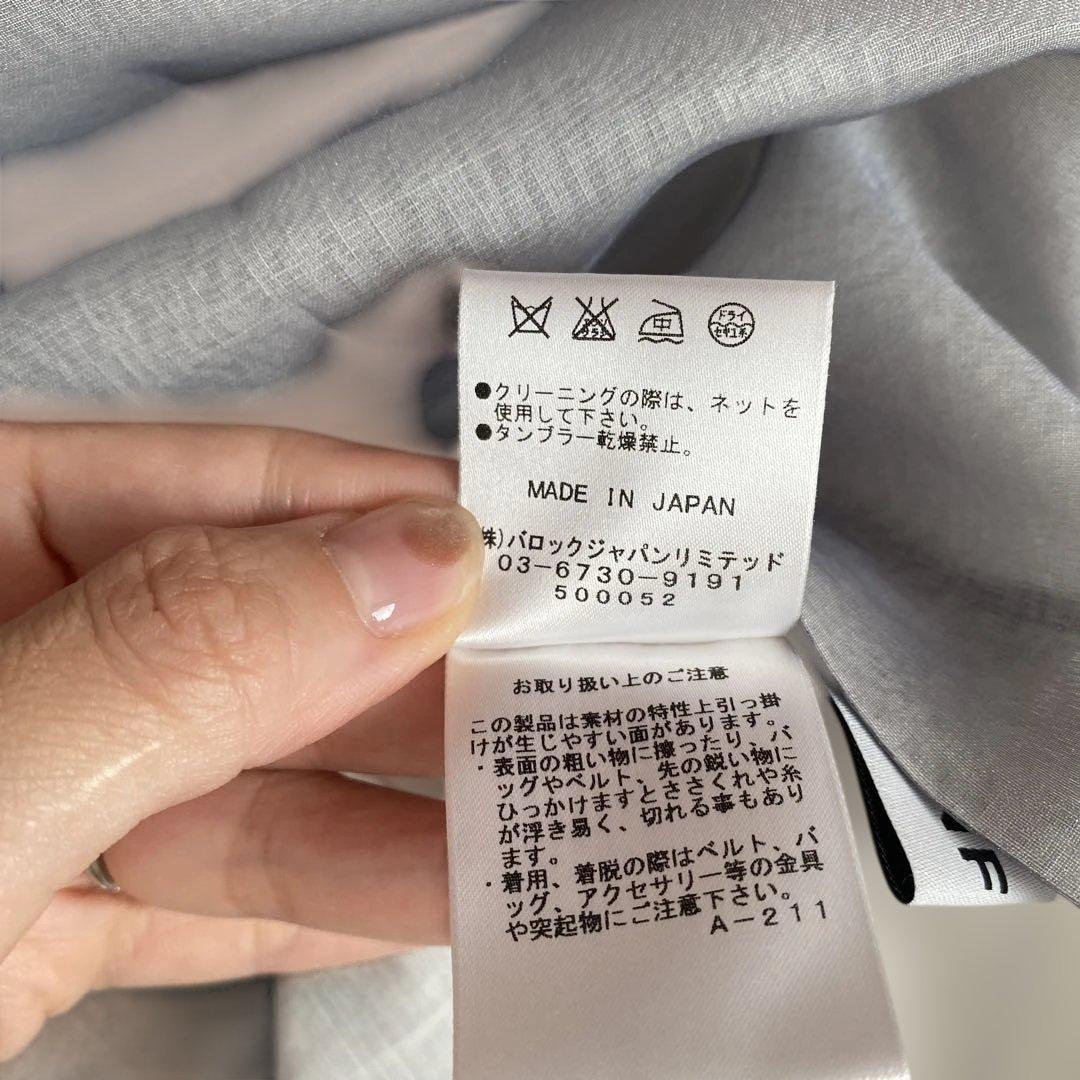 中
ドライ
セキユ系
●クリーニングの際は、ネットを
使用して下さい。
●タンブラー乾燥禁止。
MADE IN JAPAN
株)バロックジャパンリミテッド
03-6730-9191
500052
お取り扱い上のご注意
この製品は素材の特性上引っ掛
けが生じやすい面があります。
・表面の粗い物に擦ったり、バ
ッグやベルト、先の鋭い物に
ひっかけますとささくれや糸
が浮き易く、切れる事もあり
ます。
・着用、着脱の際はベルト、バ
ッグ、アクセサリー等の金具
や突起物にご注意下さい。
A-211
F